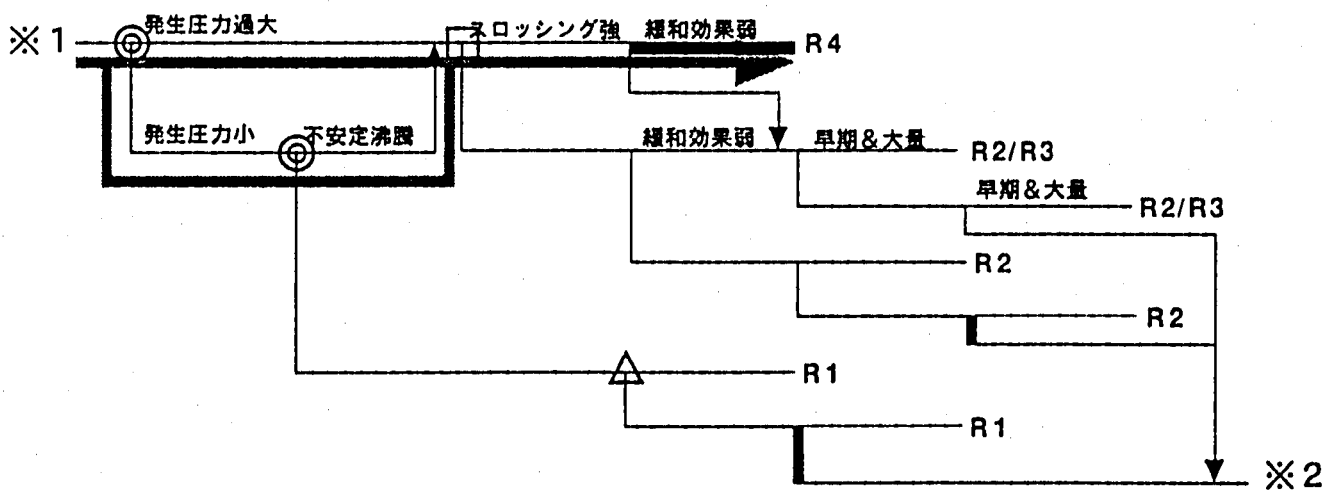 ※1 発生圧力過大 スロッシング強 緩和効果弱 R4
発生圧力小 不安定沸騰 緩和効果弱 早期&大量 R2/R3
早期&大量 R2/R3
R2
R2
R1
R1
※2